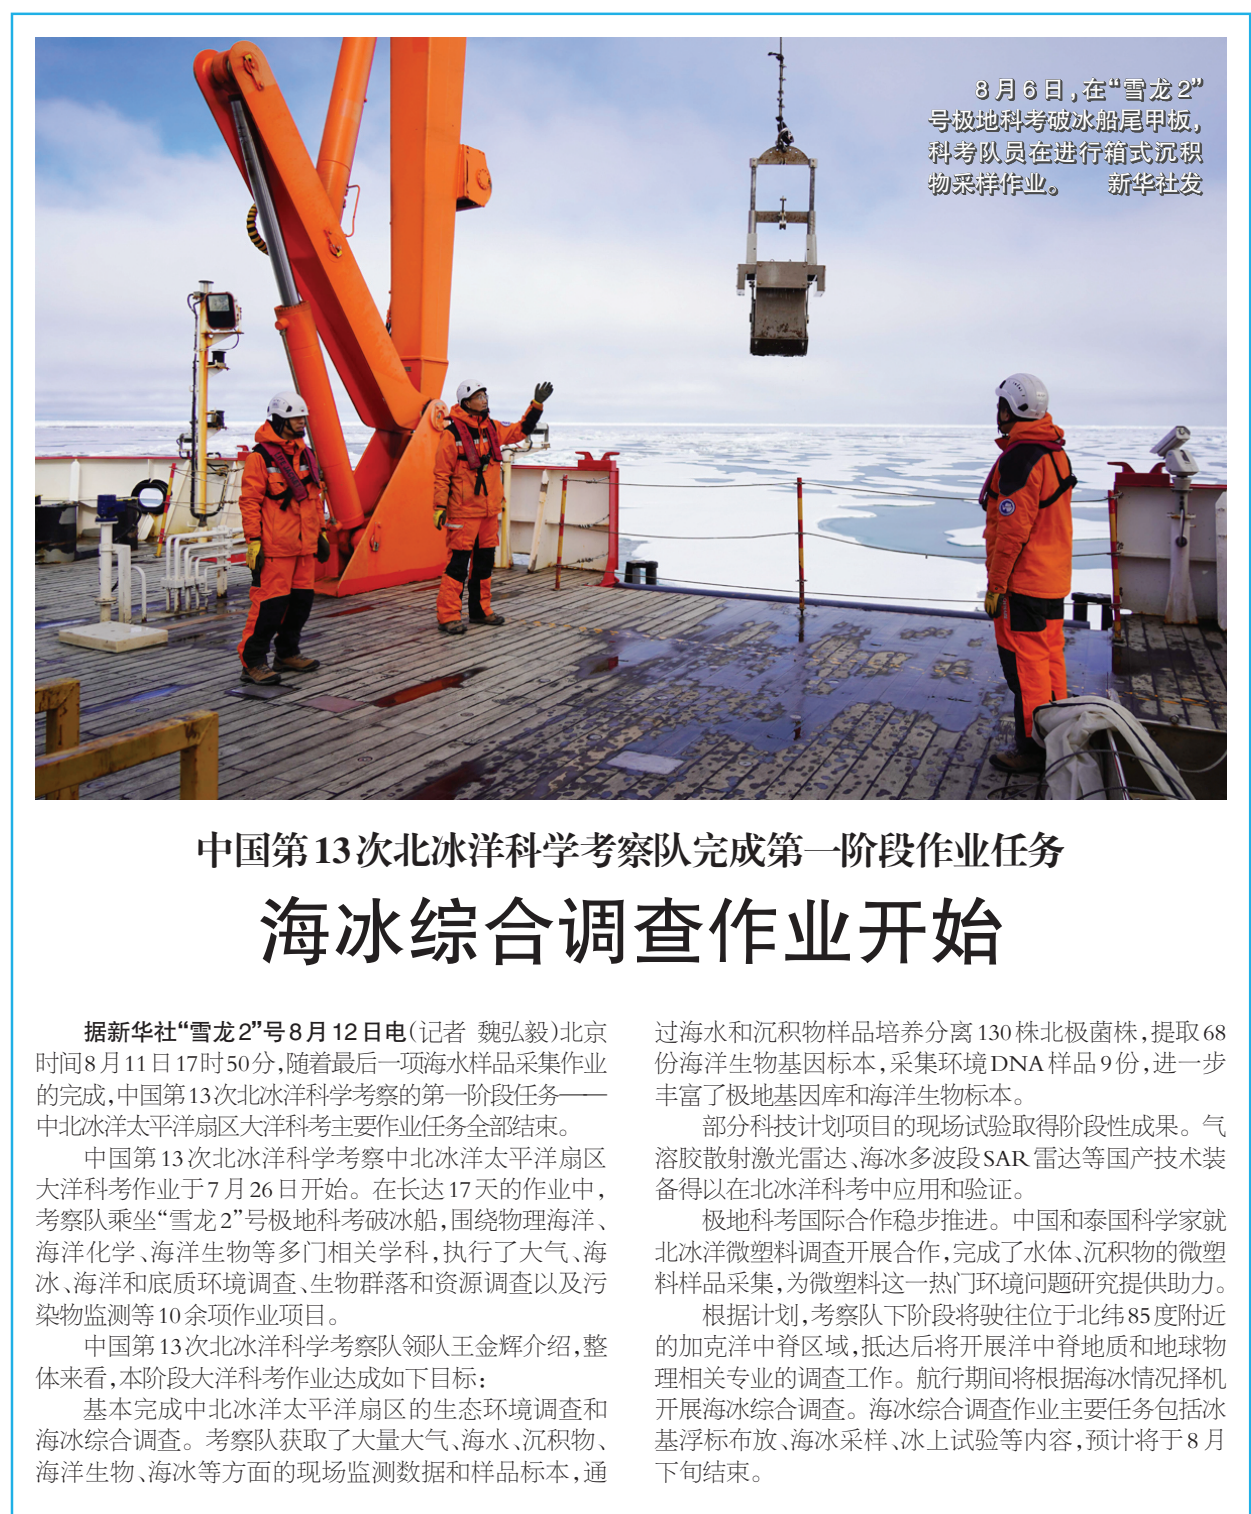 8月6日，在“雪龙2”
号极地科考破冰船尾甲板，
科考队员在进行箱式沉积
物采样作业。 新华社发
中国第13次北冰洋科学考察队完成第一阶段作业任务
海冰综合调查作业开始
据新华社“雪龙2”号8月12日电(记者 魏弘毅)北京
时间8月11日17时50分，随着最后一项海水样品采集作业
的完成，中国第13次北冰洋科学考察的第一阶段任务——
中北冰洋太平洋扇区大洋科考主要作业任务全部结束。
中国第13次北冰洋科学考察中北冰洋太平洋扇区
大洋科考作业于7月26日开始。在长达17天的作业中，
考察队乘坐“雪龙2”号极地科考破冰船，围绕物理海洋、
海洋化学、海洋生物等多门相关学科，执行了大气、海
冰、海洋和底质环境调查、生物群落和资源调查以及污
染物监测等10余项作业项目。
中国第13次北冰洋科学考察队领队王金辉介绍，整
体来看，本阶段大洋科考作业达成如下目标：
基本完成中北冰洋太平洋扇区的生态环境调查和
海冰综合调查。考察队获取了大量大气、海水、沉积物、
海洋生物、海冰等方面的现场监测数据和样品标本，通
过海水和沉积物样品培养分离130株北极菌株，提取68
份海洋生物基因标本，采集环境DNA样品9份，进一步
丰富了极地基因库和海洋生物标本。
部分科技计划项目的现场试验取得阶段性成果。气
溶胶散射激光雷达、海冰多波段SAR雷达等国产技术装
备得以在北冰洋科考中应用和验证。
极地科考国际合作稳步推进。中国和泰国科学家就
北冰洋微塑料调查开展合作，完成了水体、沉积物的微塑
料样品采集，为微塑料这一热门环境问题研究提供助力。
根据计划，考察队下阶段将驶往位于北纬85度附近
的加克洋中脊区域，抵达后将开展洋中脊地质和地球物
理相关专业的调查工作。航行期间将根据海冰情况择机
开展海冰综合调查。海冰综合调查作业主要任务包括冰
基浮标布放、海冰采样、冰上试验等内容，预计将于8月
下旬结束。